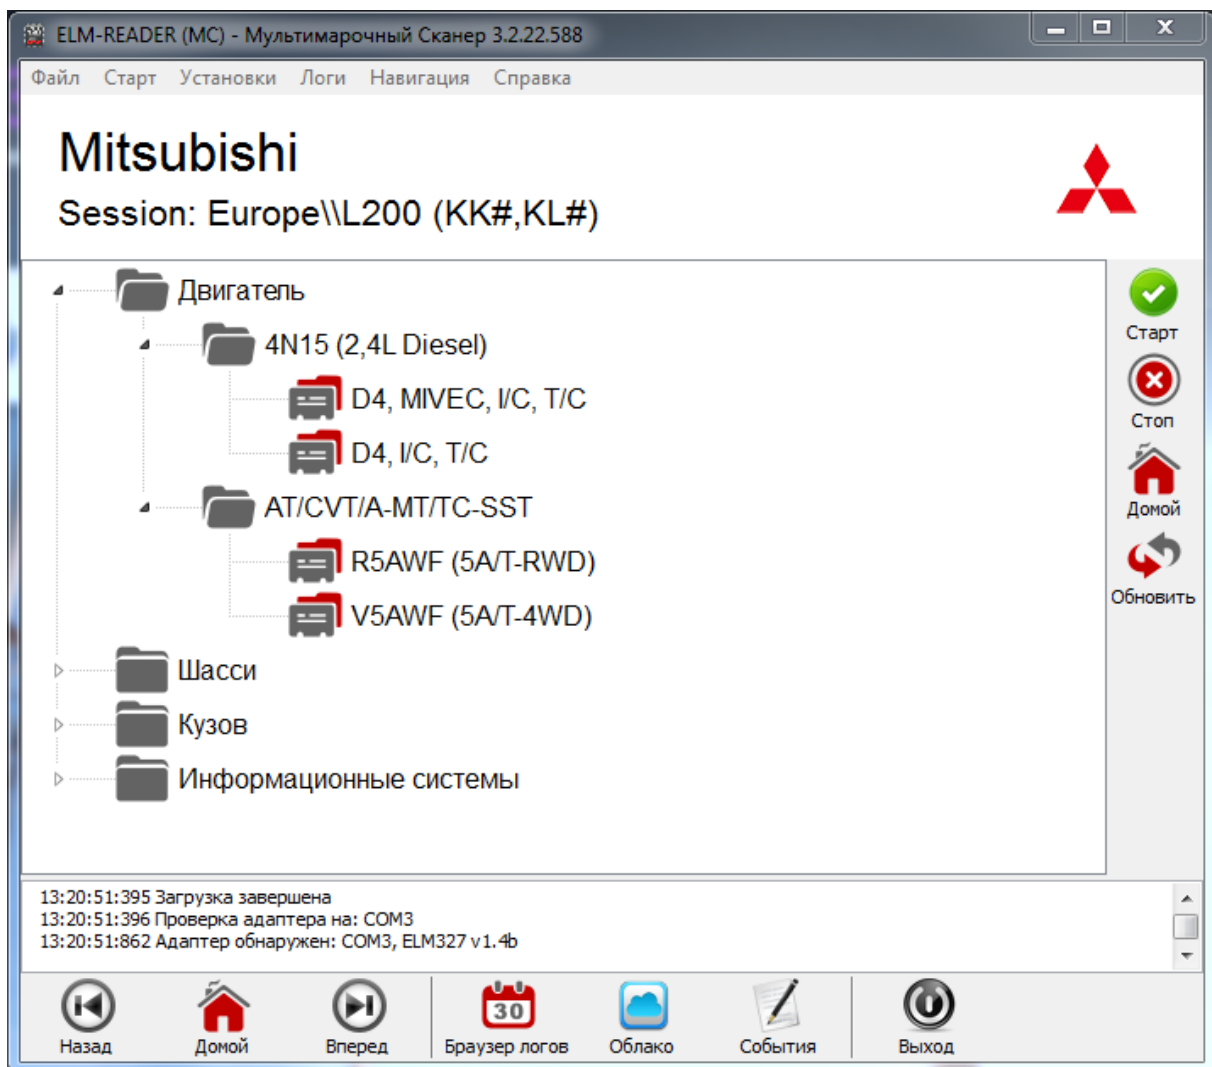 ELM-READER (MC) - Мультимарочный Сканер 3.2.22.588
Файл Старт Установки Логи Навигация Справка
Mitsubishi
Session: Europe\\L200 (KK#,KL#)
Двигатель
4N15 (2,4L Diesel)
D4, MIVEC, I/C, T/C
D4, I/C, T/C
AT/CVT/A-MT/TC-SST
R5AWF (5A/T-RWD)
V5AWF (5A/T-4WD)
Шасси
Кузов
Информационные системы
Старт
Стоп
Домой
Обновить
13:20:51:395 Загрузка завершена
13:20:51:396 Проверка адаптера на: COM3
13:20:51:862 Адаптер обнаружен: COM3, ELM327 v1.4b
30
Назад Домой Вперед Браузер логов Облако События Выход